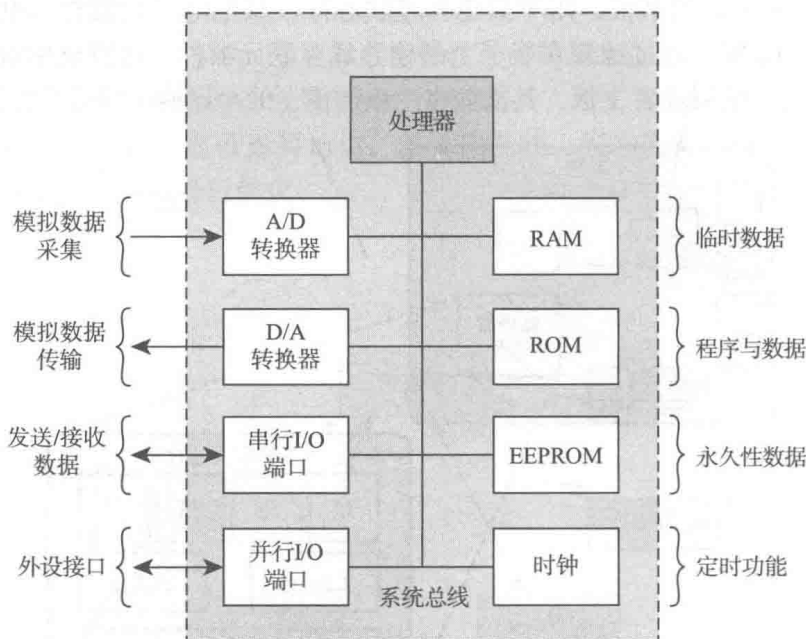 处理器
模拟数据
采集
A/D
转换器
RAM
临时数据
模拟数据
传输
D/A
转换器
ROM
程序与数据
发送/接收
数据
串行I/O
端口
EEPROM
永久性数据
外设接口
并行I/O
端口
系统总线
时钟
定时功能